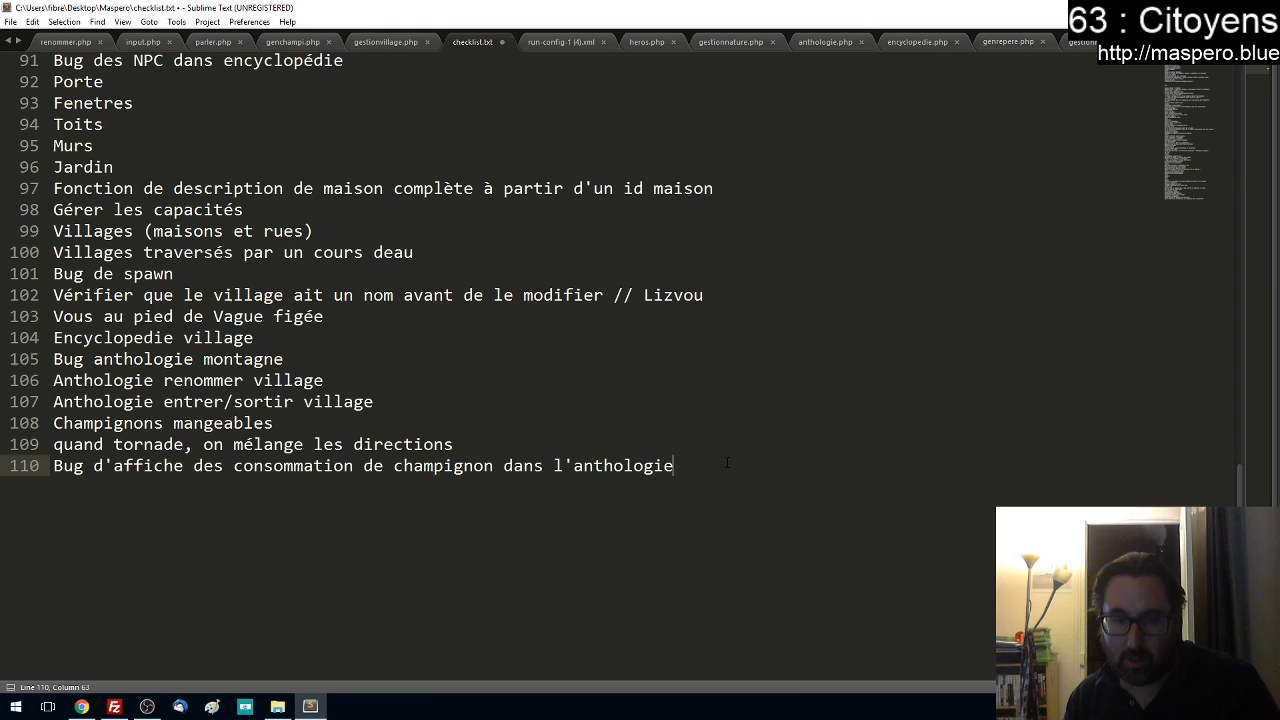 C:\Users\fibre\Desktop\Maspero\checklist.txt • - Sublime Text (UNREGISTERED)
63 : Citoyens
http://maspero.blue
File Edit Selection Find View Goto Tools Project Preferences Help
renommer.php × input.php × parler.php × genchampi.php × gestionvillage.php × checklist.txt run-config-1 (4).xml × heros.php × gestionnature.php × anthologie.php × encyclopedie.php × genrepere.php ×
91 Bug des NPC dans encyclopédie
92 Porte
93 Fenetres
94 Toits
95 Murs
96 Jardin
97 Fonction de description de maison complète à partir d'un id maison
98 Gérer les capacités
99 Villages (maisons et rues)
100 Villages traversés par un cours deau
101 Bug de spawn
102 Vérifier que le village ait un nom avant de le modifier // Lizvou
103 Vous au pied de Vague figée
104 Encyclopedie village
105 Bug anthologie montagne
106 Anthologie renommer village
107 Anthologie entrer/sortir village
108 Champignons mangeables
109 quand tornade, on mélange les directions
110 Bug d'affiche des consommation de champignon dans l'anthologie
Line 110, Column 63